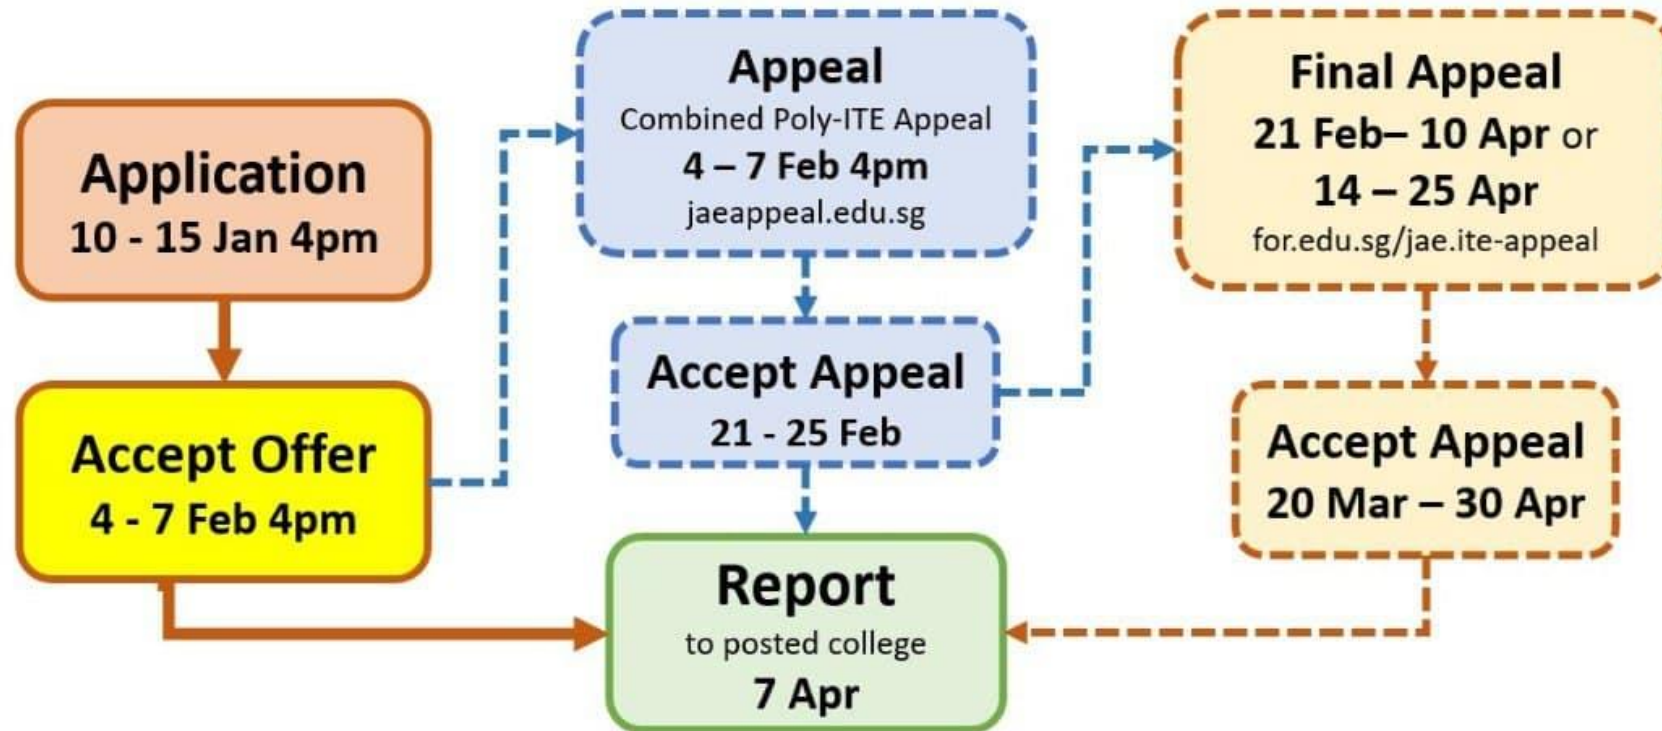 Application
10 - 15 Jan 4pm
Accept Offer
4 - 7 Feb 4pm
Appeal
Combined Poly-ITE Appeal
4 – 7 Feb 4pm
jaeappeal.edu.sg
Accept Appeal
21 - 25 Feb
Report
to posted college
7 Apr
Final Appeal
21 Feb– 10 Apr or
14 – 25 Apr
for.edu.sg/jae.ite-appeal
Accept Appeal
20 Mar – 30 Apr